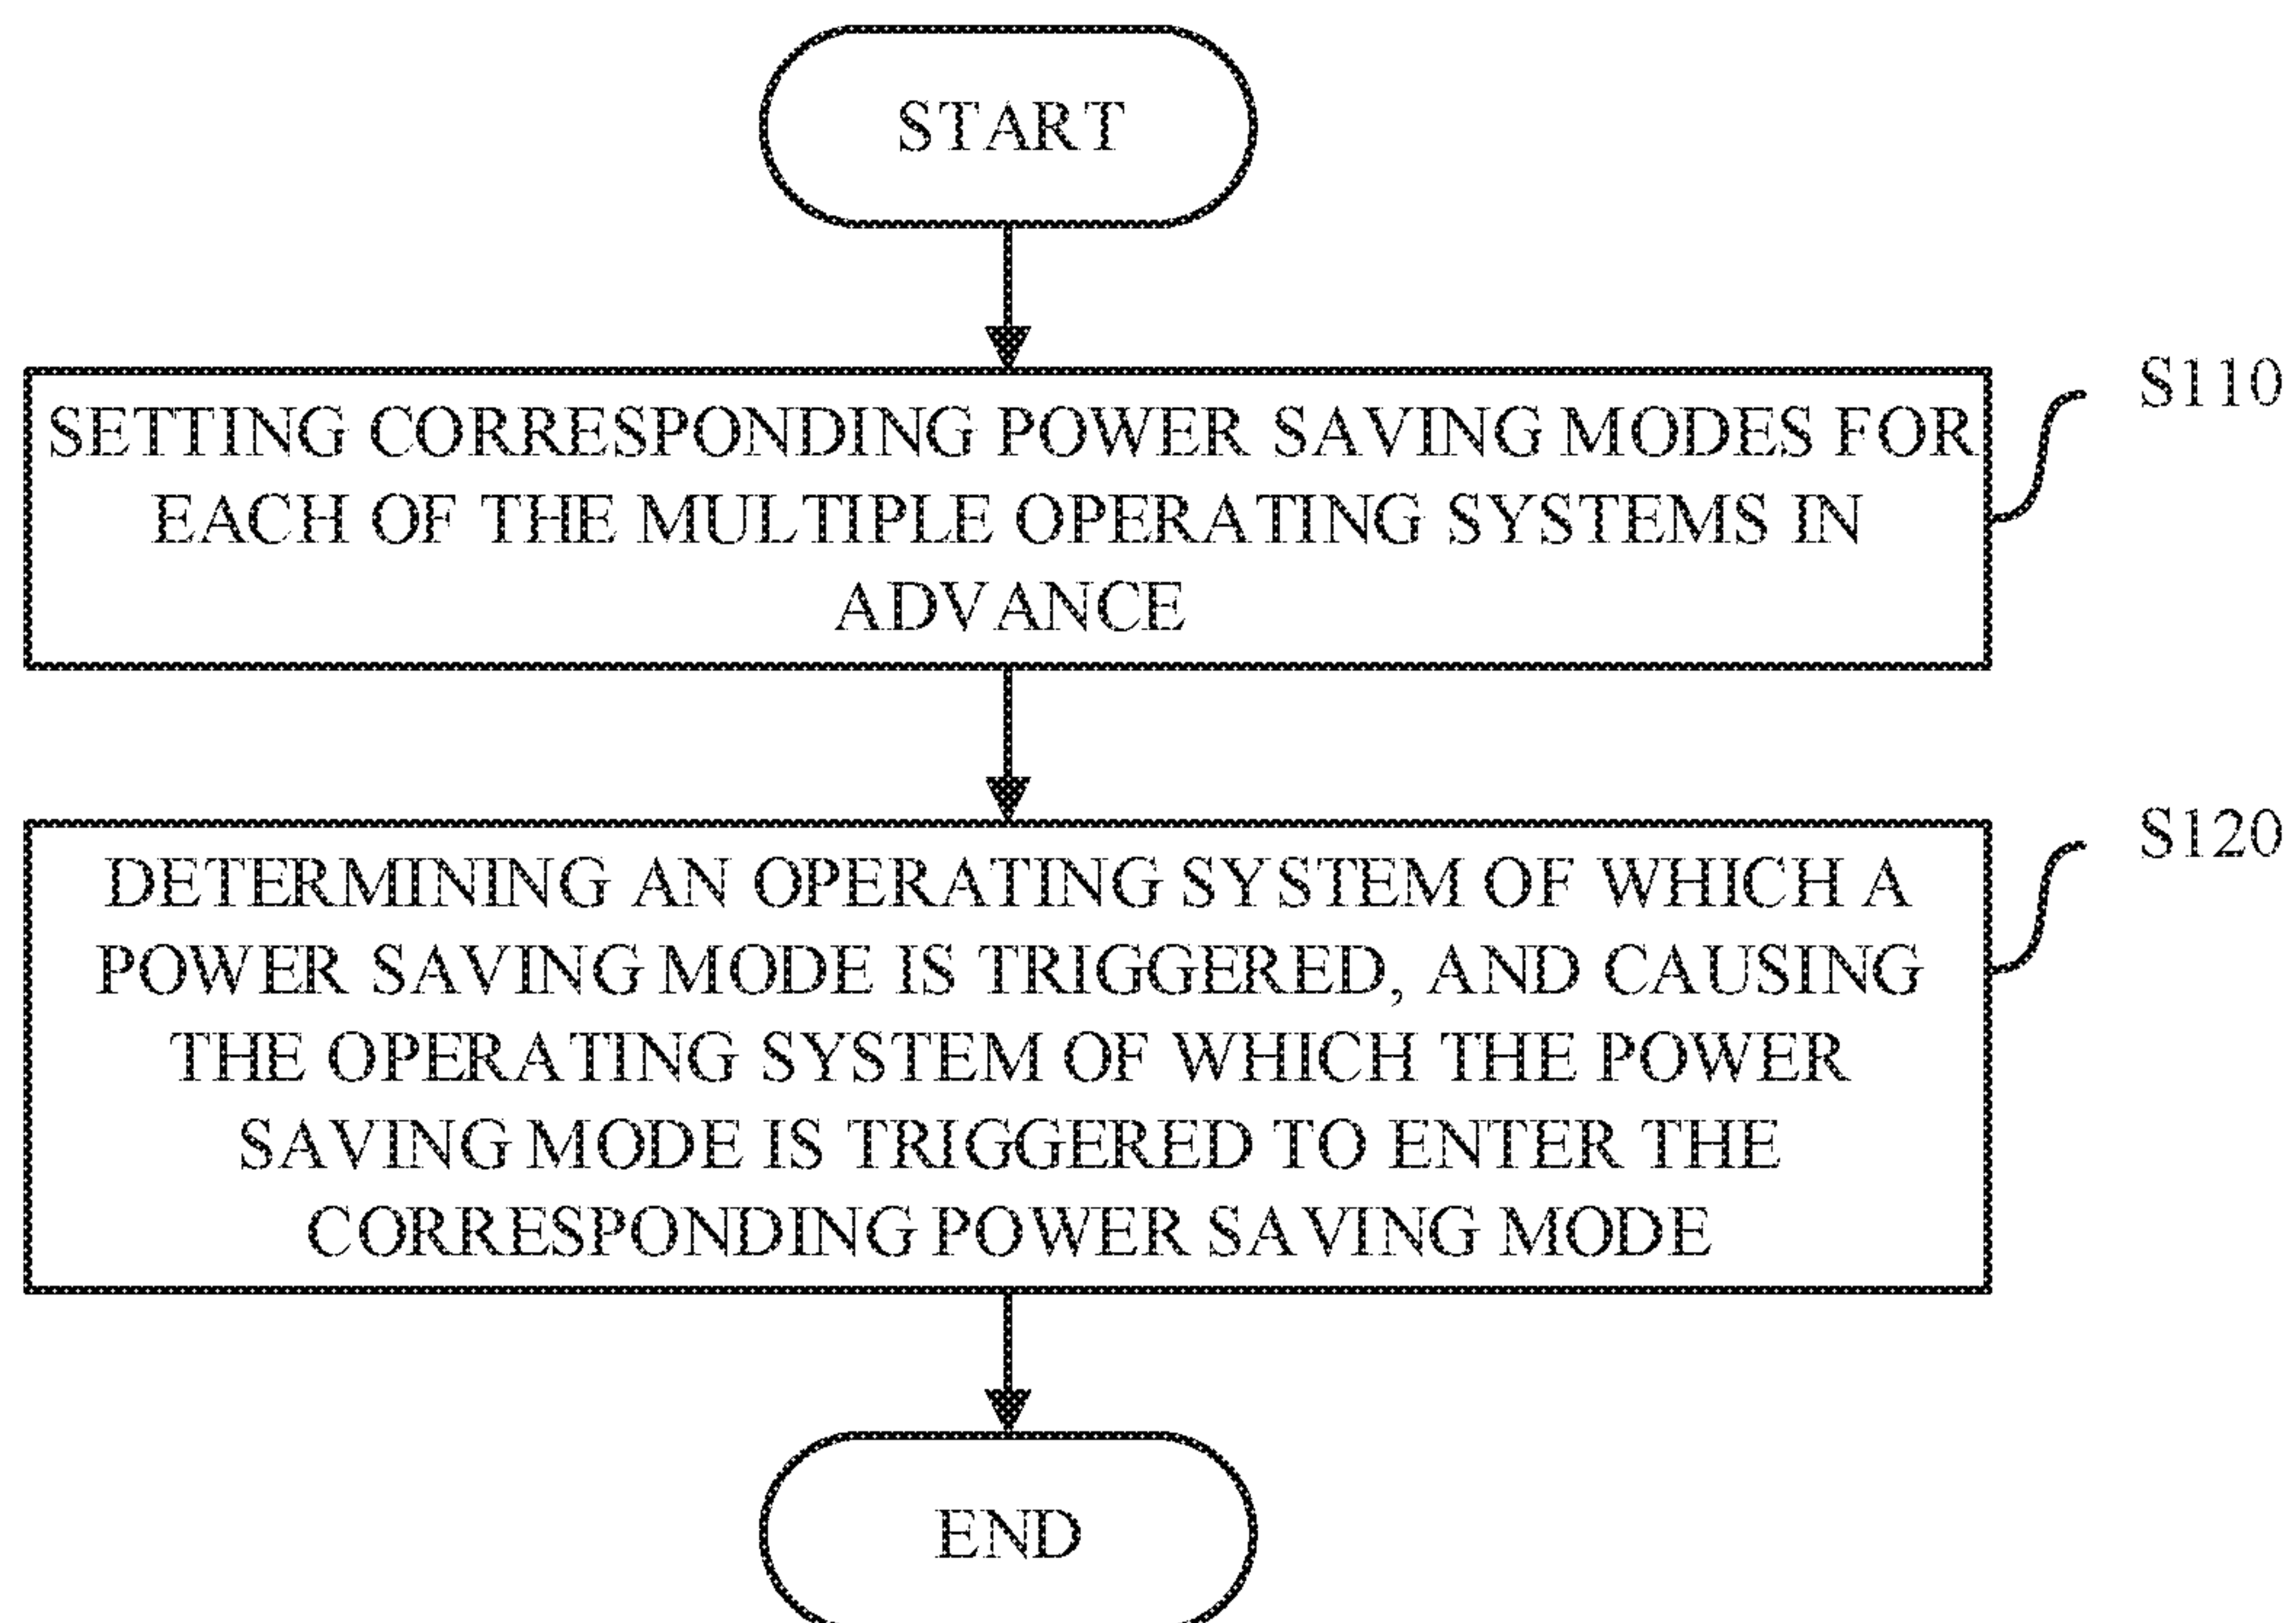 START
S110
SETTING CORRESPONDING POWER SAVING MODES FOR
EACH OF THE MULTIPLE OPERATING SYSTEMS IN
ADVANCE
S120
DETERMINING AN OPERATING SYSTEM OF WHICH A
POWER SAVING MODE IS TRIGGERED, AND CAUSING
THE OPERATING SYSTEM OF WHICH THE POWER
SAVING MODE IS TRIGGERED TO ENTER THE
CORRESPONDING POWER SAVING MODE
END